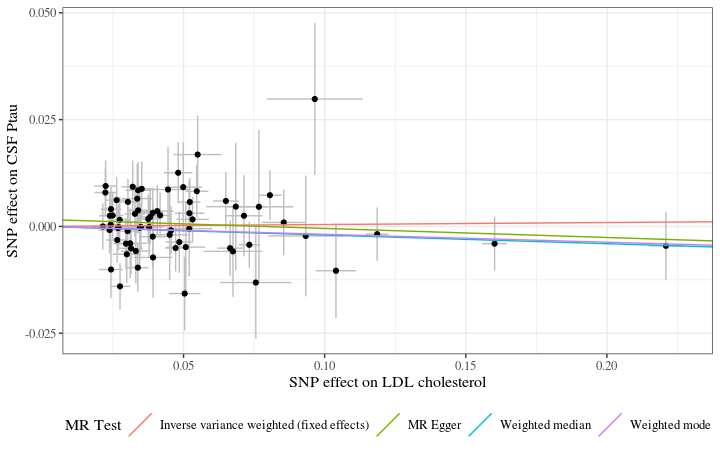 0.050
0.025
0.000
-0.025
SNP effect on CSF Ptau
0.05
0.10
0.15
0.20
SNP effect on LDL cholesterol
MR Test
Inverse variance weighted (fixed effects)
MR Egger
Weighted median
Weighted mode